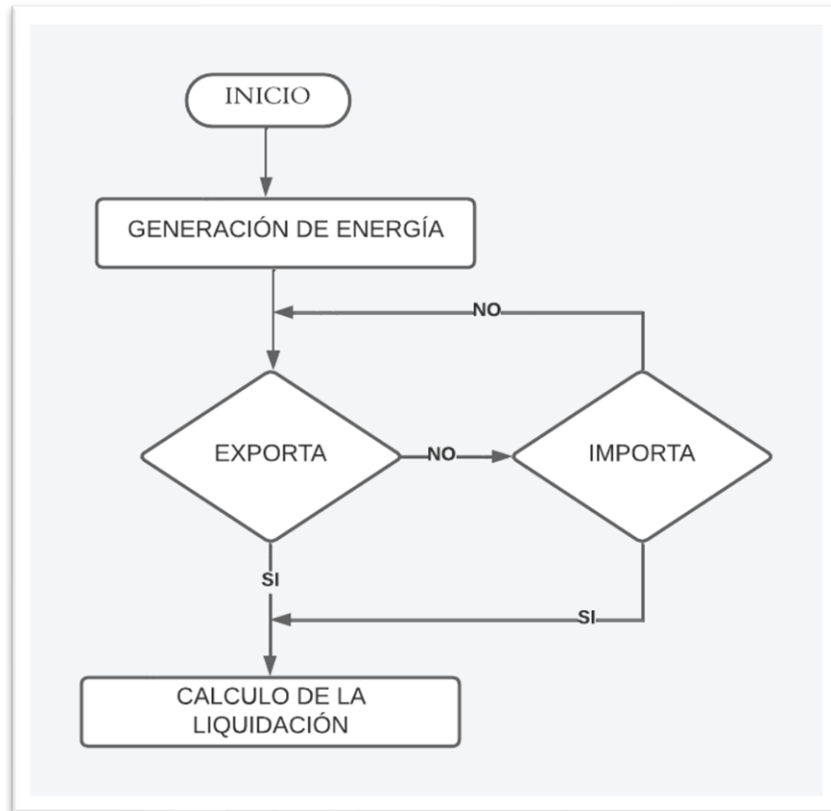 INICIO
GENERACIÓN DE ENERGÍA
NO
EXPORTA
NO
IMPORTA
SI
SI
CALCULO DE LA
LIQUIDACIÓN